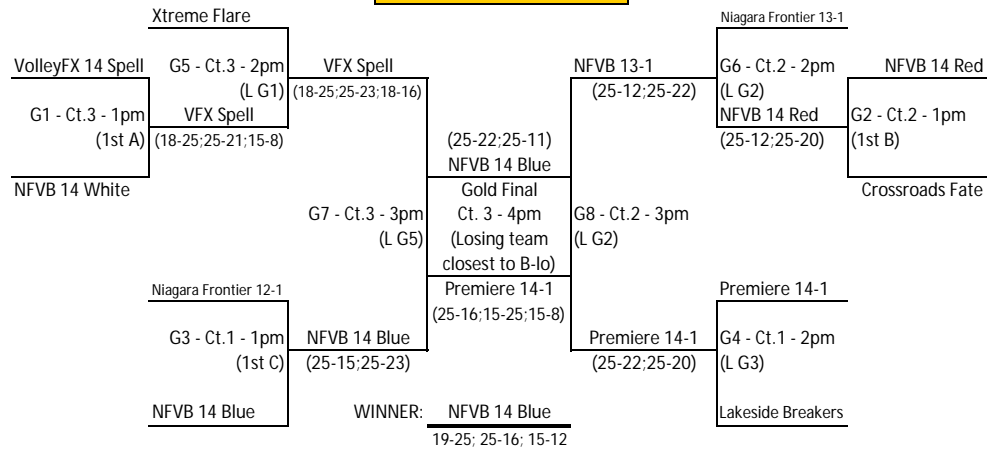 Xtreme Flare
Niagara Frontier 13-1
VolleyFX 14 Spell
G5 - Ct.3 - 2pm
VFX Spell
NFVB 13-1
G6 - Ct.2 - 2pm
NFVB 14 Red
(L G1)
(18-25;25-23;18-16)
(25-12;25-22)
(L G2)
G1 - Ct.3 - 1pm
VFX Spell
NFVB 14 Red
G2 - Ct.2 - 1pm
(1st A)
(18-25;25-21;15-8)
(25-22;25-11)
(25-12;25-20)
(1st B)
NFVB 14 Blue
NFVB 14 White
Gold Final
Crossroads Fate
G7 - Ct.3 - 3pm
Ct. 3 - 4pm
G8 - Ct.2 - 3pm
(L G5)
(Losing team
(L G2)
closest to B-lo)
Niagara Frontier 12-1
Premiere 14-1
Premiere 14-1
(25-16;15-25;15-8)
G3 - Ct.1 - 1pm
NFVB 14 Blue
Premiere 14-1
G4 - Ct.1 - 2pm
(1st C)
(25-15;25-23)
(25-22;25-20)
(L G3)
NFVB 14 Blue
WINNER:
NFVB 14 Blue
Lakeside Breakers
19-25; 25-16; 15-12